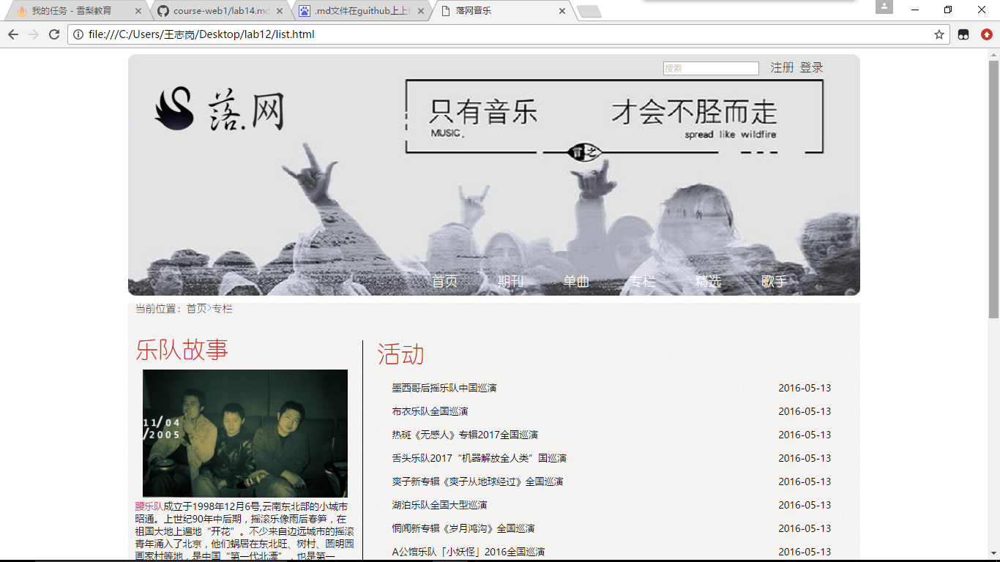 我的任务 - 雪梨教育
course-web1/lab14.md
.md文件在guithub上上
落网音乐
file:///C:/Users/王志岗/Desktop/lab12/list.html
搜索
注册 登录
落.网
只有音乐 才会不胫而走
MUSIC. spread like wildfire
首页 期刊 单曲 专栏 精选 歌手
当前位置：首页>专栏
乐队故事
11/04
/2005
腰乐队成立于1998年12月6号,云南东北部的小城市
昭通。上世纪90年中后期，摇滚乐像雨后春笋，在
祖国大地上遍地“开花”。不少来自边远城市的摇滚
青年涌入了北京，他们蜗居在东北旺、树村、圆明园
画家村等地，是中国“第一代北漂”，也是第一
活动
墨西哥后摇乐队中国巡演 2016-05-13
布衣乐队全国巡演 2016-05-13
热斑《无感人》专辑2017全国巡演 2016-05-13
舌头乐队2017“机器解放全人类”国巡演 2016-05-13
爽子新专辑《爽子从地球经过》全国巡演 2016-05-13
湖泊乐队全国大型巡演 2016-05-13
惘闻新专辑《岁月鸿沟》全国巡演 2016-05-13
A公馆乐队「小妖怪」2016全国巡演 2016-05-13